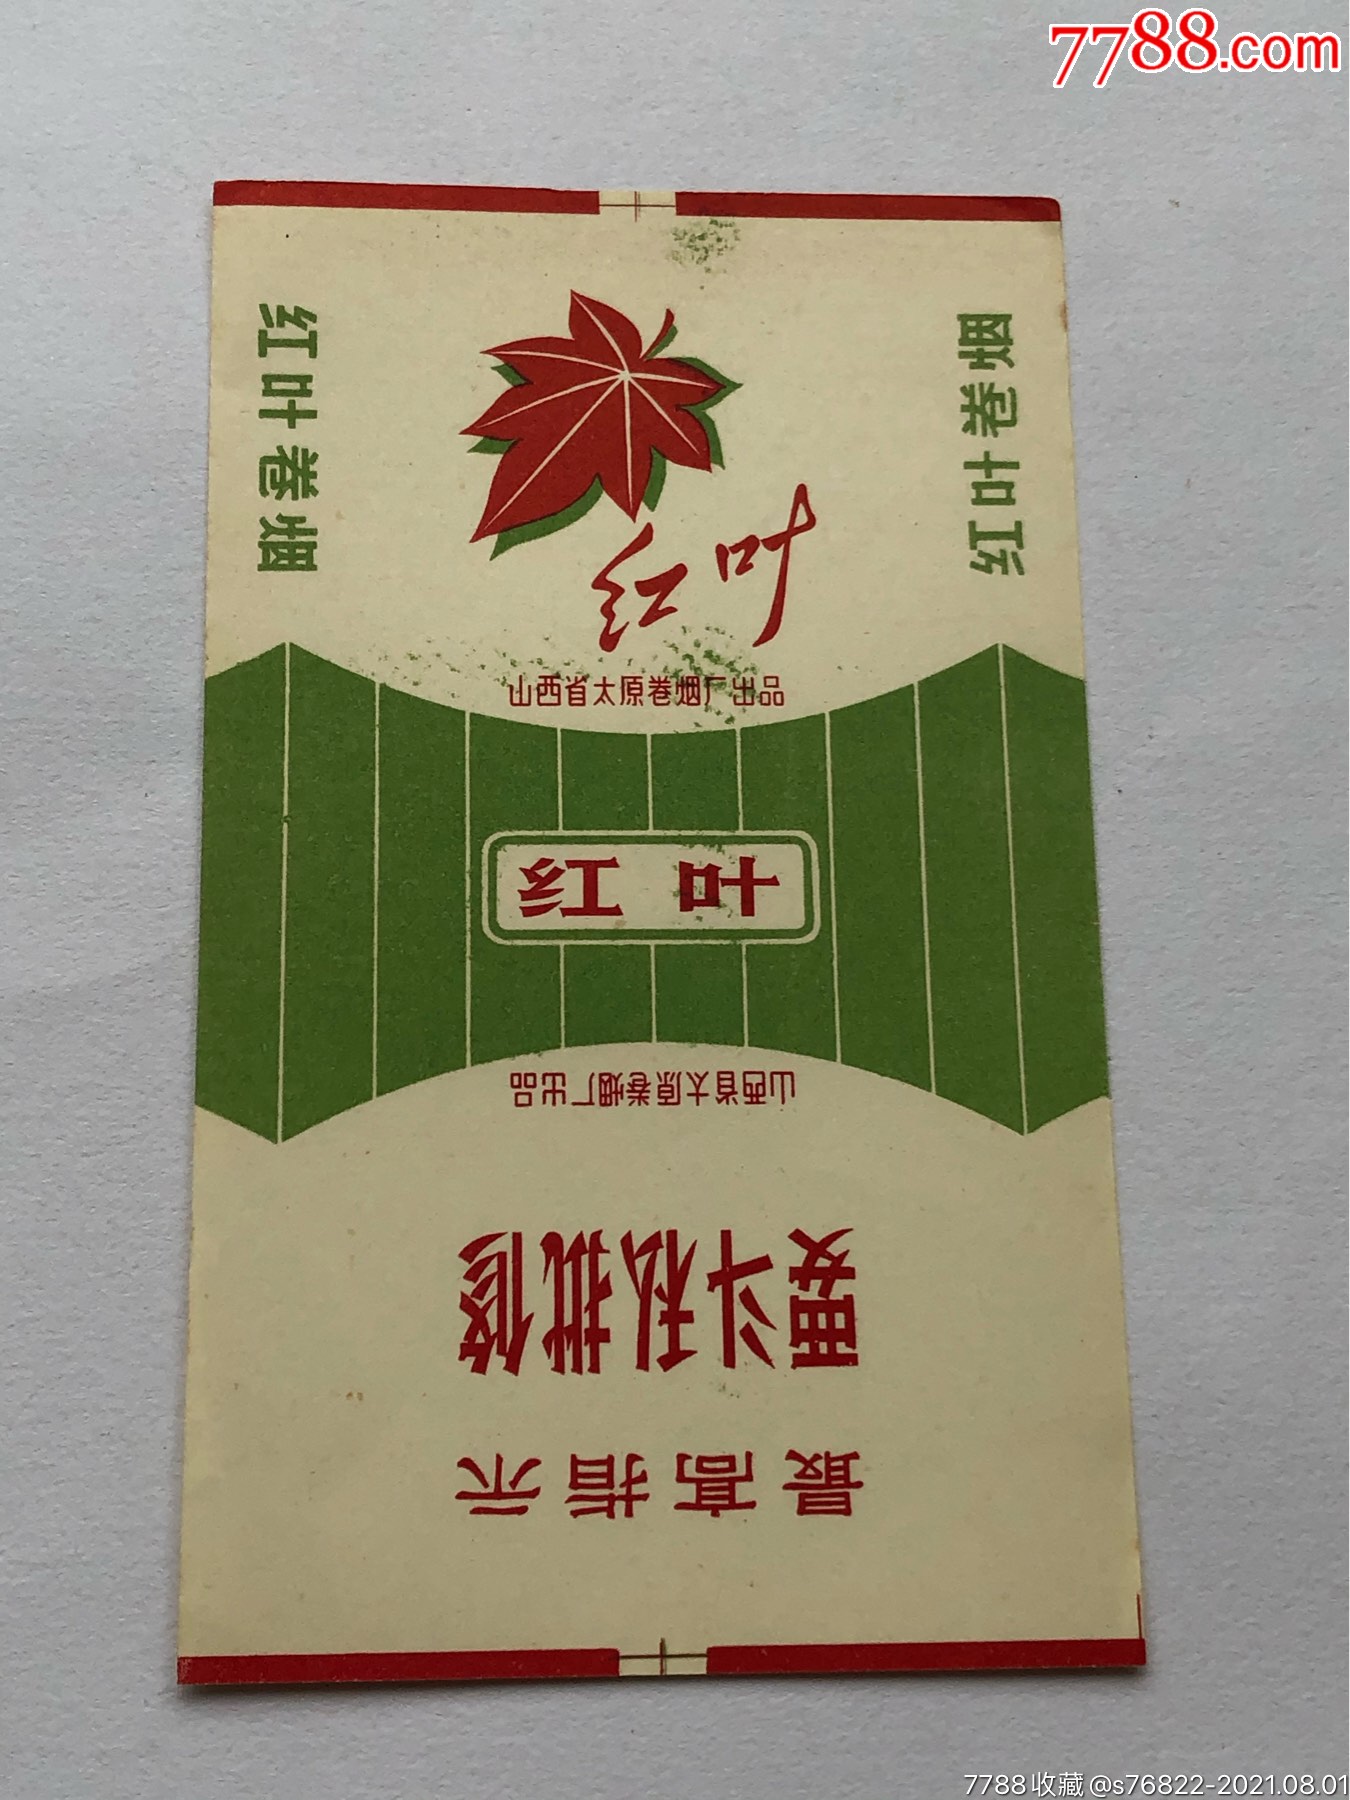 7788.com
红叶卷烟
红叶卷烟
红叶
山西省太原卷烟厂出品
红叶
山西省太原卷烟厂出品
最高指示
要斗私批修
7788收藏@s76822-2021.08.01